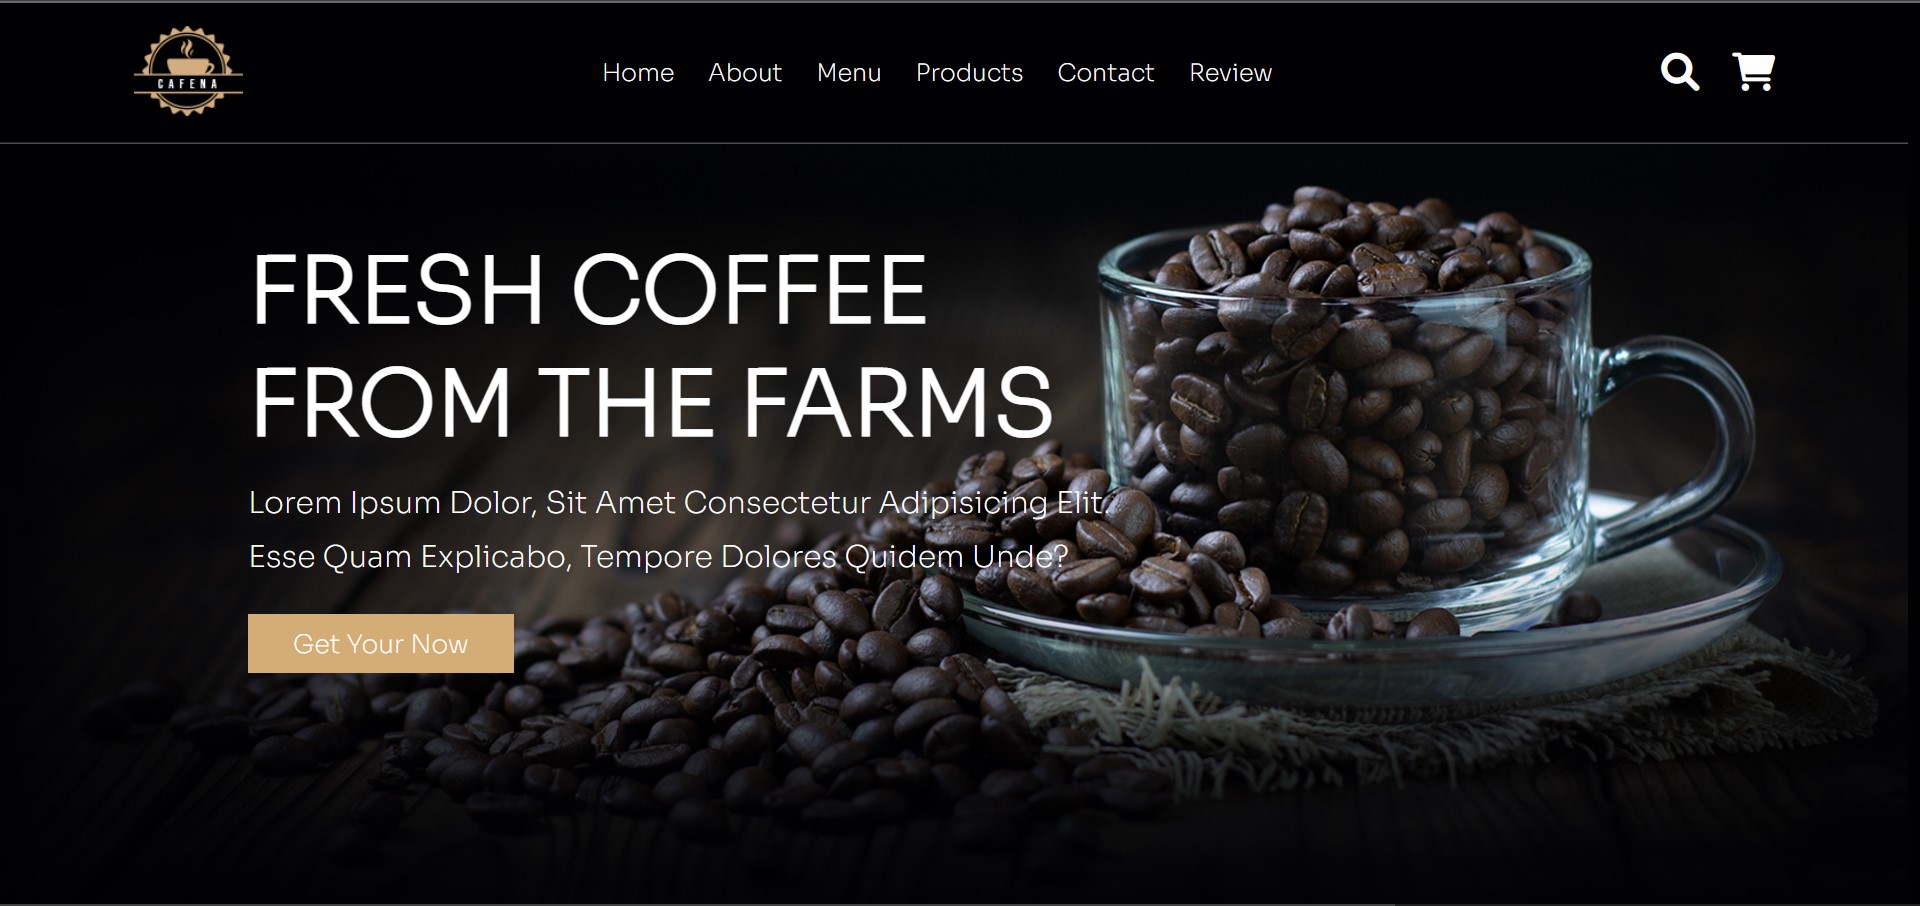 CAFENA
Home About Menu Products Contact Review
FRESH COFFEE
FROM THE FARMS
Lorem Ipsum Dolor, Sit Amet Consectetur Adipisicing Elit.
Esse Quam Explicabo, Tempore Dolores Quidem Unde?
Get Your Now